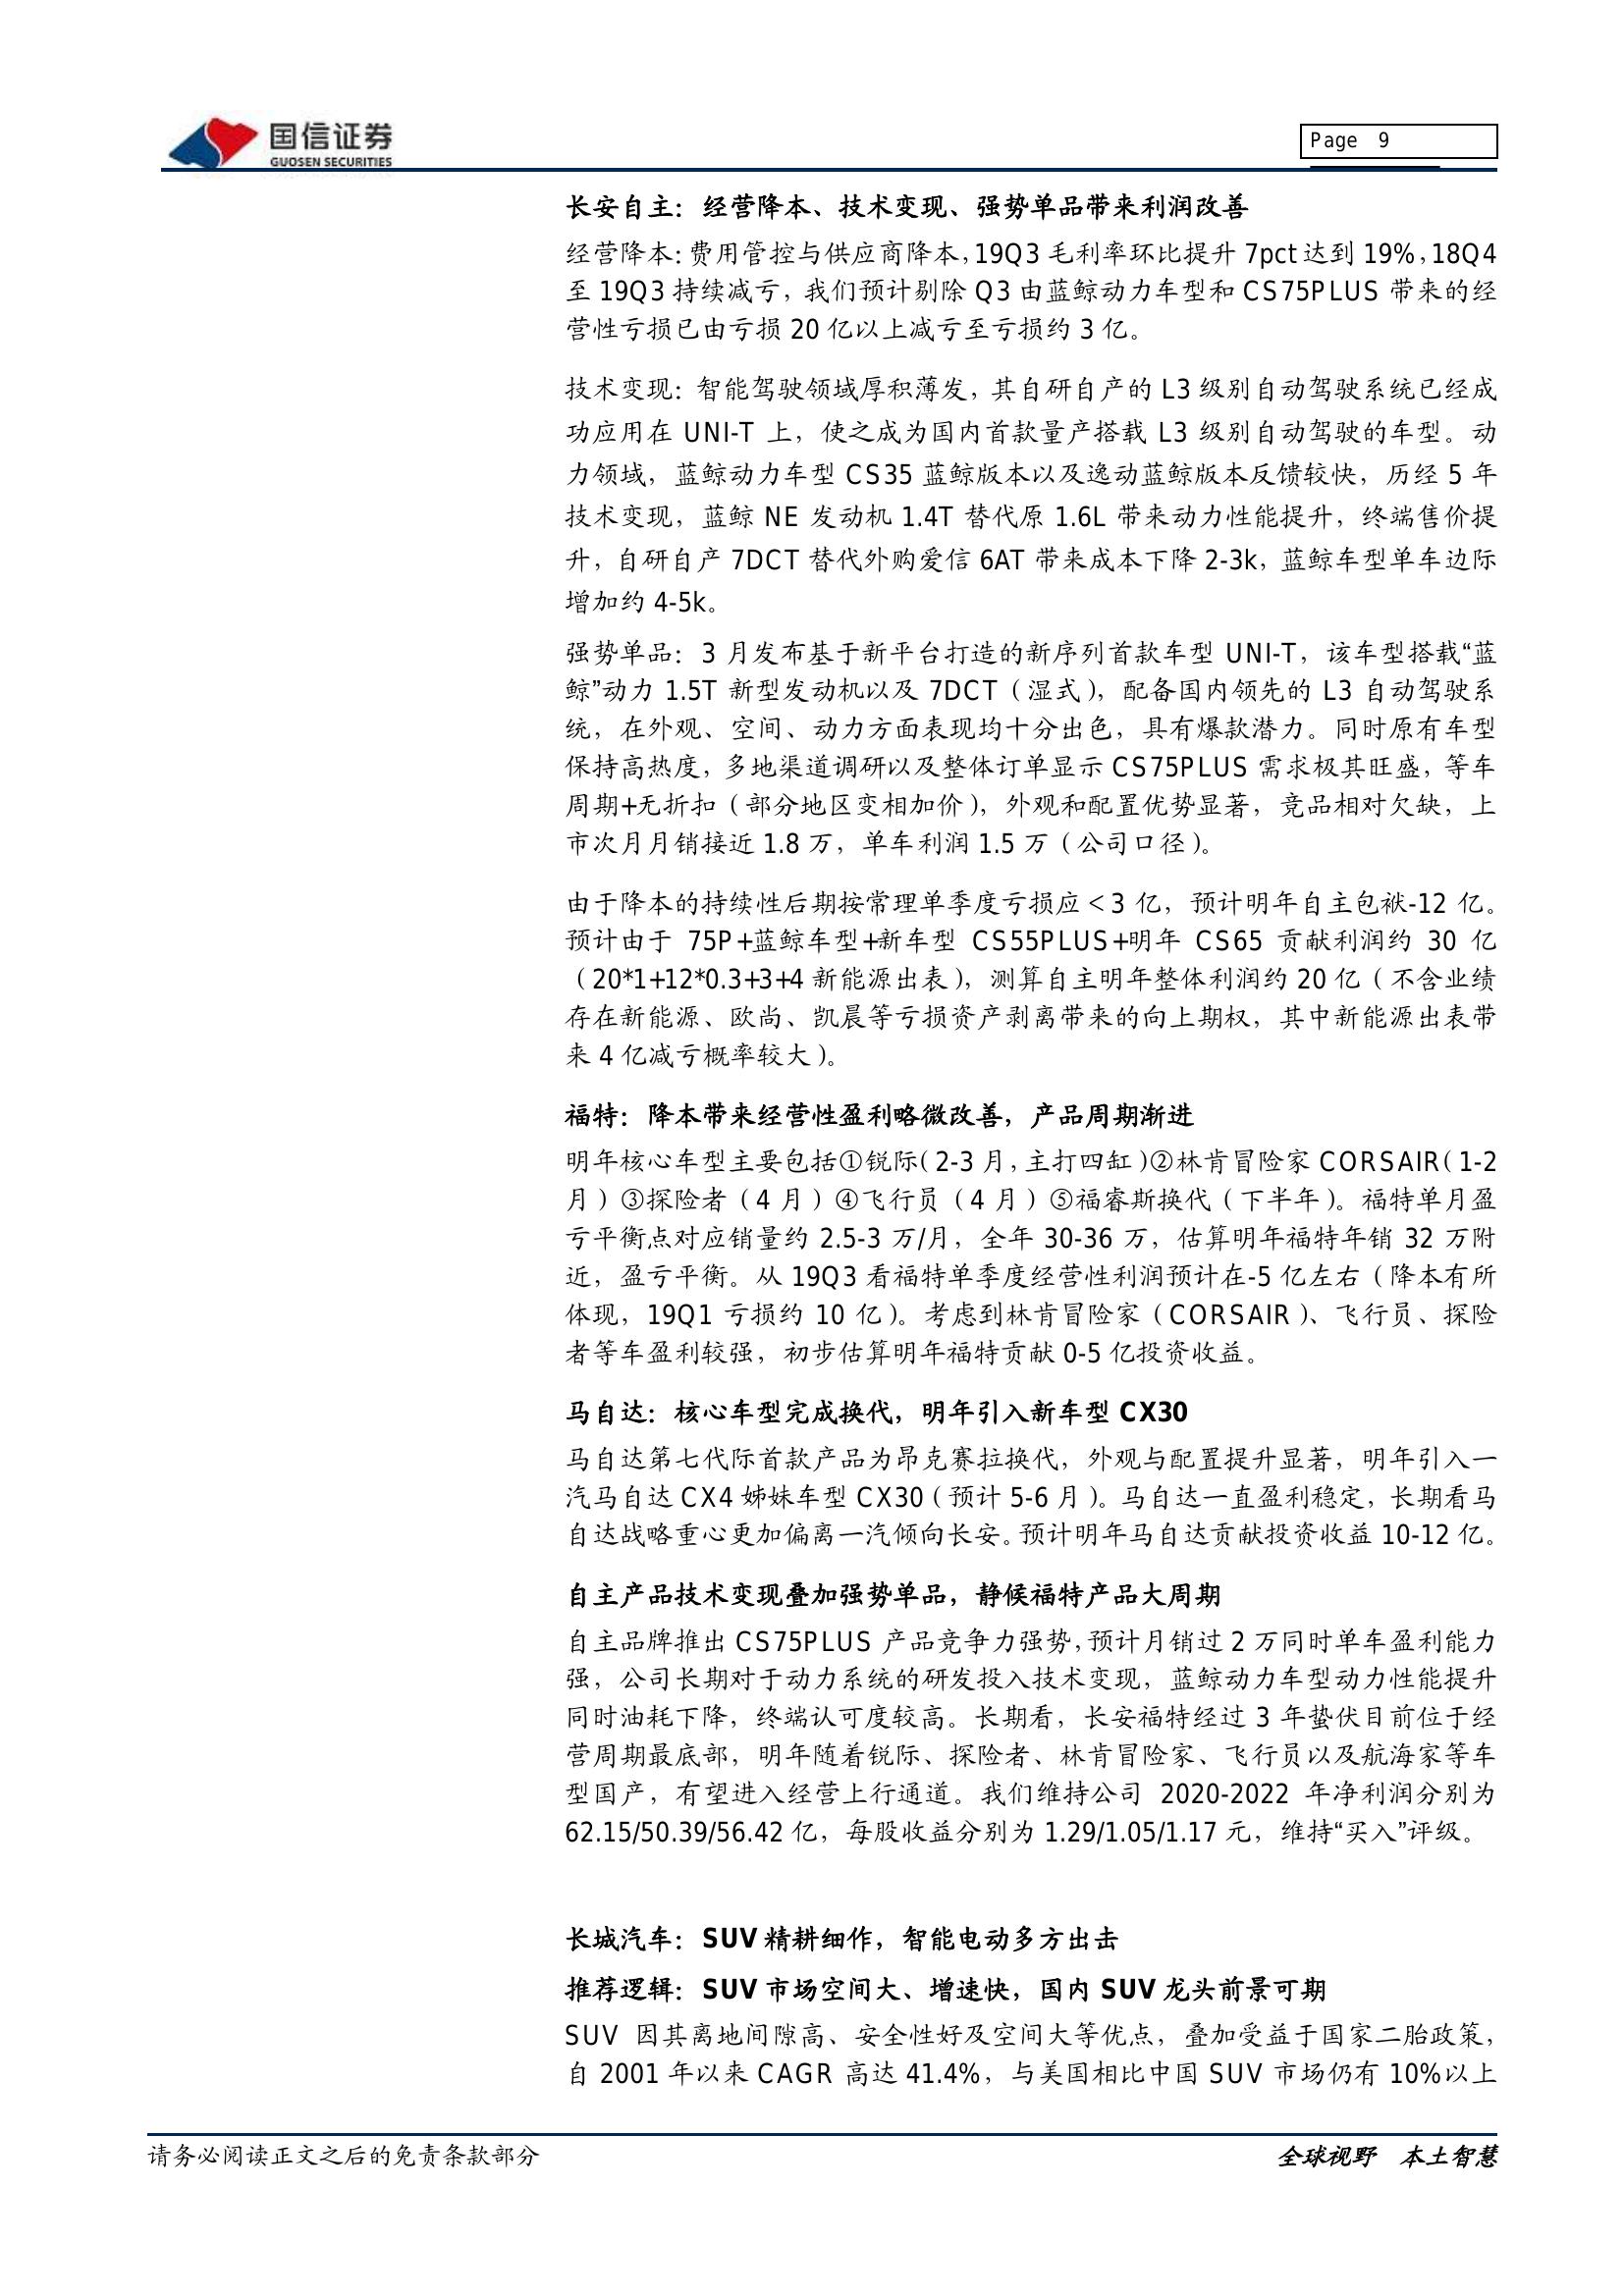 国信证券
GUOSEN SECURITIES
Page 9
长安自主：经营降本、技术变现、强势单品带来利润改善
经营降本：费用管控与供应商降本，19Q3 毛利率环比提升 7pct 达到 19%，18Q4
至 19Q3 持续减亏，我们预计剔除 Q3 由蓝鲸动力车型和 CS75PLUS 带来的经
营性亏损已由亏损 20 亿以上减亏至亏损约 3 亿。
技术变现：智能驾驶领域厚积薄发，其自研自产的 L3 级别自动驾驶系统已经成
功应用在 UNI-T 上，使之成为国内首款量产搭载 L3 级别自动驾驶的车型。动
力领域，蓝鲸动力车型 CS35 蓝鲸版本以及逸动蓝鲸版本反馈较快，历经 5 年
技术变现，蓝鲸 NE 发动机 1.4T 替代原 1.6L 带来动力性能提升，终端售价提
升，自研自产 7DCT 替代外购爱信 6AT 带来成本下降 2-3k，蓝鲸车型单车边际
增加约 4-5k。
强势单品：3 月发布基于新平台打造的新序列首款车型 UNI-T，该车型搭载“蓝
鲸”动力 1.5T 新型发动机以及 7DCT（湿式），配备国内领先的 L3 自动驾驶系
统，在外观、空间、动力方面表现均十分出色，具有爆款潜力。同时原有车型
保持高热度，多地渠道调研以及整体订单显示 CS75PLUS 需求极其旺盛，等车
周期+无折扣（部分地区变相加价），外观和配置优势显著，竞品相对欠缺，上
市次月月销接近 1.8 万，单车利润 1.5 万（公司口径）。
由于降本的持续性后期按常理单季度亏损应＜3 亿，预计明年自主包袱-12 亿。
预计由于 75P+蓝鲸车型+新车型 CS55PLUS+明年 CS65 贡献利润约 30 亿
（20*1+12*0.3+3+4 新能源出表），测算自主明年整体利润约 20 亿（不含业绩
存在新能源、欧尚、凯晨等亏损资产剥离带来的向上期权，其中新能源出表带
来 4 亿减亏概率较大）。
福特：降本带来经营性盈利略微改善，产品周期渐进
明年核心车型主要包括①锐际（2-3 月，主打四缸）②林肯冒险家 CORSAIR（1-2
月）③探险者（4 月）④飞行员（4 月）⑤福睿斯换代（下半年）。福特单月盈
亏平衡点对应销量约 2.5-3 万/月，全年 30-36 万，估算明年福特年销 32 万附
近，盈亏平衡。从 19Q3 看福特单季度经营性利润预计在-5 亿左右（降本有所
体现，19Q1 亏损约 10 亿）。考虑到林肯冒险家（CORSAIR）、飞行员、探险
者等车盈利较强，初步估算明年福特贡献 0-5 亿投资收益。
马自达：核心车型完成换代，明年引入新车型 CX30
马自达第七代际首款产品为昂克赛拉换代，外观与配置提升显著，明年引入一
汽马自达 CX4 姊妹车型 CX30（预计 5-6 月）。马自达一直盈利稳定，长期看马
自达战略重心更加偏离一汽倾向长安。预计明年马自达贡献投资收益 10-12 亿。
自主产品技术变现叠加强势单品，静候福特产品大周期
自主品牌推出 CS75PLUS 产品竞争力强势，预计月销过 2 万同时单车盈利能力
强，公司长期对于动力系统的研发投入技术变现，蓝鲸动力车型动力性能提升
同时油耗下降，终端认可度较高。长期看，长安福特经过 3 年蛰伏目前位于经
营周期最底部，明年随着锐际、探险者、林肯冒险家、飞行员以及航海家等车
型国产，有望进入经营上行通道。我们维持公司 2020-2022 年净利润分别为
62.15/50.39/56.42 亿，每股收益分别为 1.29/1.05/1.17 元，维持“买入”评级。
长城汽车：SUV 精耕细作，智能电动多方出击
推荐逻辑：SUV 市场空间大、增速快，国内 SUV 龙头前景可期
SUV 因其离地间隙高、安全性好及空间大等优点，叠加受益于国家二胎政策，
自 2001 年以来 CAGR 高达 41.4%，与美国相比中国 SUV 市场仍有 10%以上
请务必阅读正文之后的免责条款部分
全球视野 本土智慧